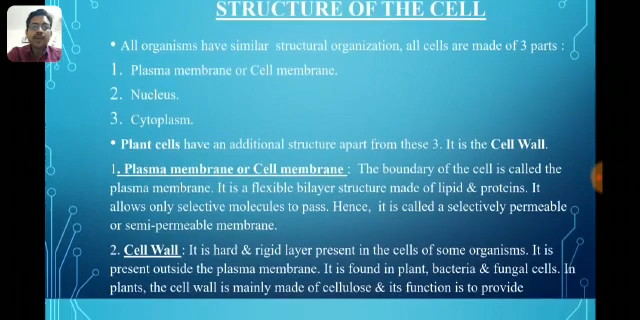 STRUCTURE OF THE CELL
• All organisms have similar structural organization, all cells are made of 3 parts :
1. Plasma membrane or Cell membrane.
2. Nucleus.
3. Cytoplasm.
• Plant cells have an additional structure apart from these 3. It is the Cell Wall.
1. Plasma membrane or Cell membrane : The boundary of the cell is called the
plasma membrane. It is a flexible bilayer structure made of lipid & proteins. It
allows only selective molecules to pass. Hence, it is called a selectively permeable
or semi-permeable membrane.
2. Cell Wall : It is hard & rigid layer present in the cells of some organisms. It is
present outside the plasma membrane. It is found in plant, bacteria & fungal cells. In
plants, the cell wall is mainly made of cellulose & its function is to provide